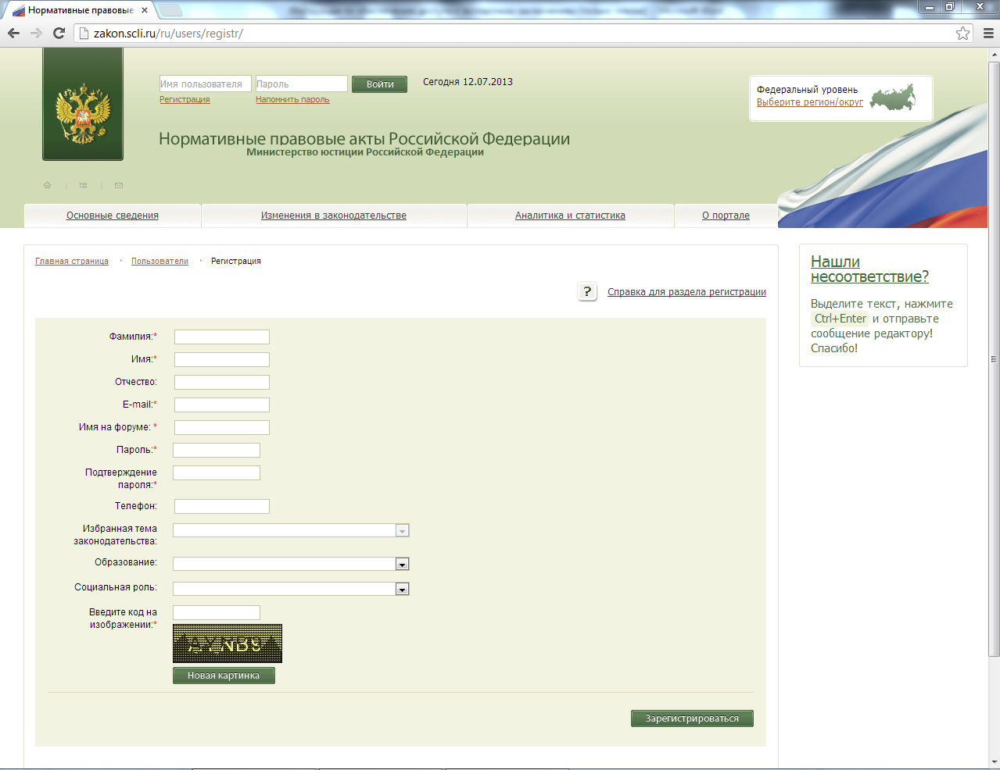 Нормативные правовые
zakon.scli.ru/ru/users/registr/
Имя пользователя Пароль Войти Сегодня 12.07.2013
Регистрация Напомнить пароль
Федеральный уровень
Выберите регион/округ
Нормативные правовые акты Российской Федерации
Министерство юстиции Российской Федерации
Основные сведения Изменения в законодательстве Аналитика и статистика О портале
Главная страница Пользователи Регистрация
? Справка для раздела регистрации
Нашли
несоответствие?
Выделите текст, нажмите
Ctrl+Enter и отправьте
сообщение редактору!
Спасибо!
Фамилия:*
Имя:*
Отчество:
E-mail:*
Имя на форуме: *
Пароль:*
Подтверждение
пароля:*
Телефон:
Избранная тема
законодательства:
Образование:
Социальная роль:
Введите код на
изображении:*
Новая картинка
Зарегистрироваться